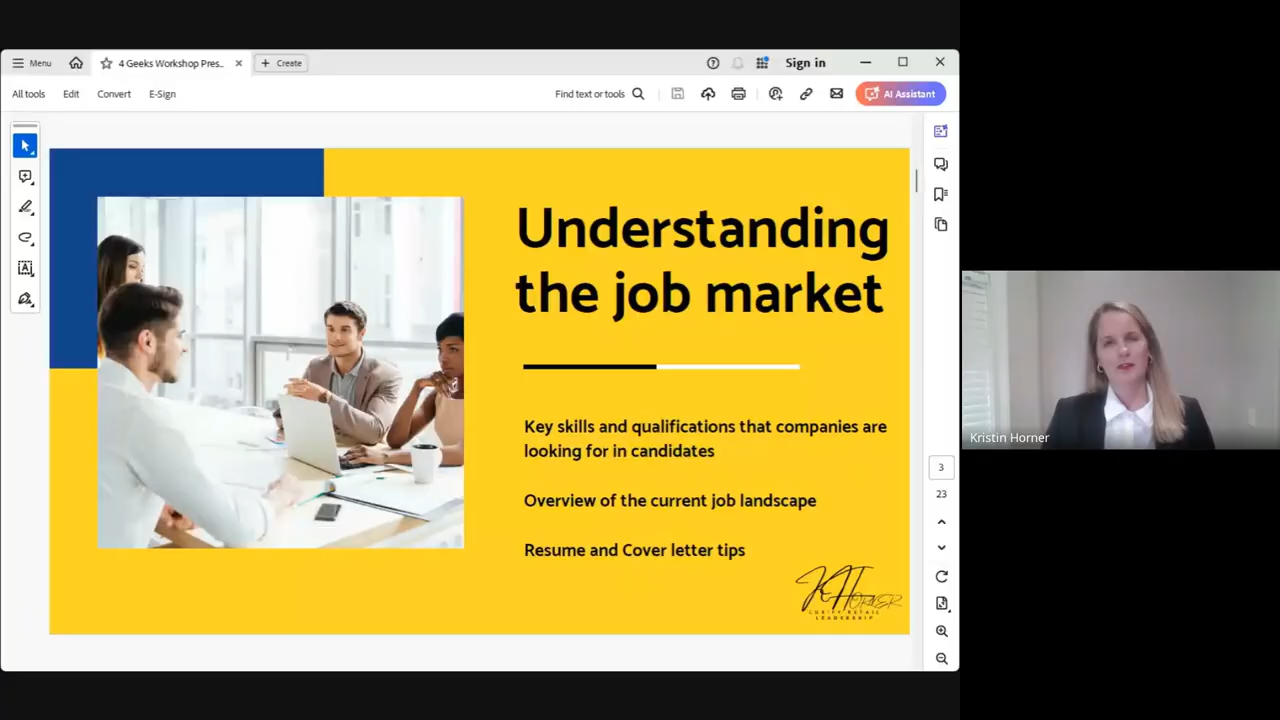 Menu
4 Geeks Workshop Pres...
Create
Sign in
All tools
Edit
Convert
E-Sign
Find text or tools
AI Assistant
Understanding
the job market
Key skills and qualifications that companies are
looking for in candidates
Overview of the current job landscape
Resume and Cover letter tips
HORNER
LEADERSHIP
3
23
Kristin Horner